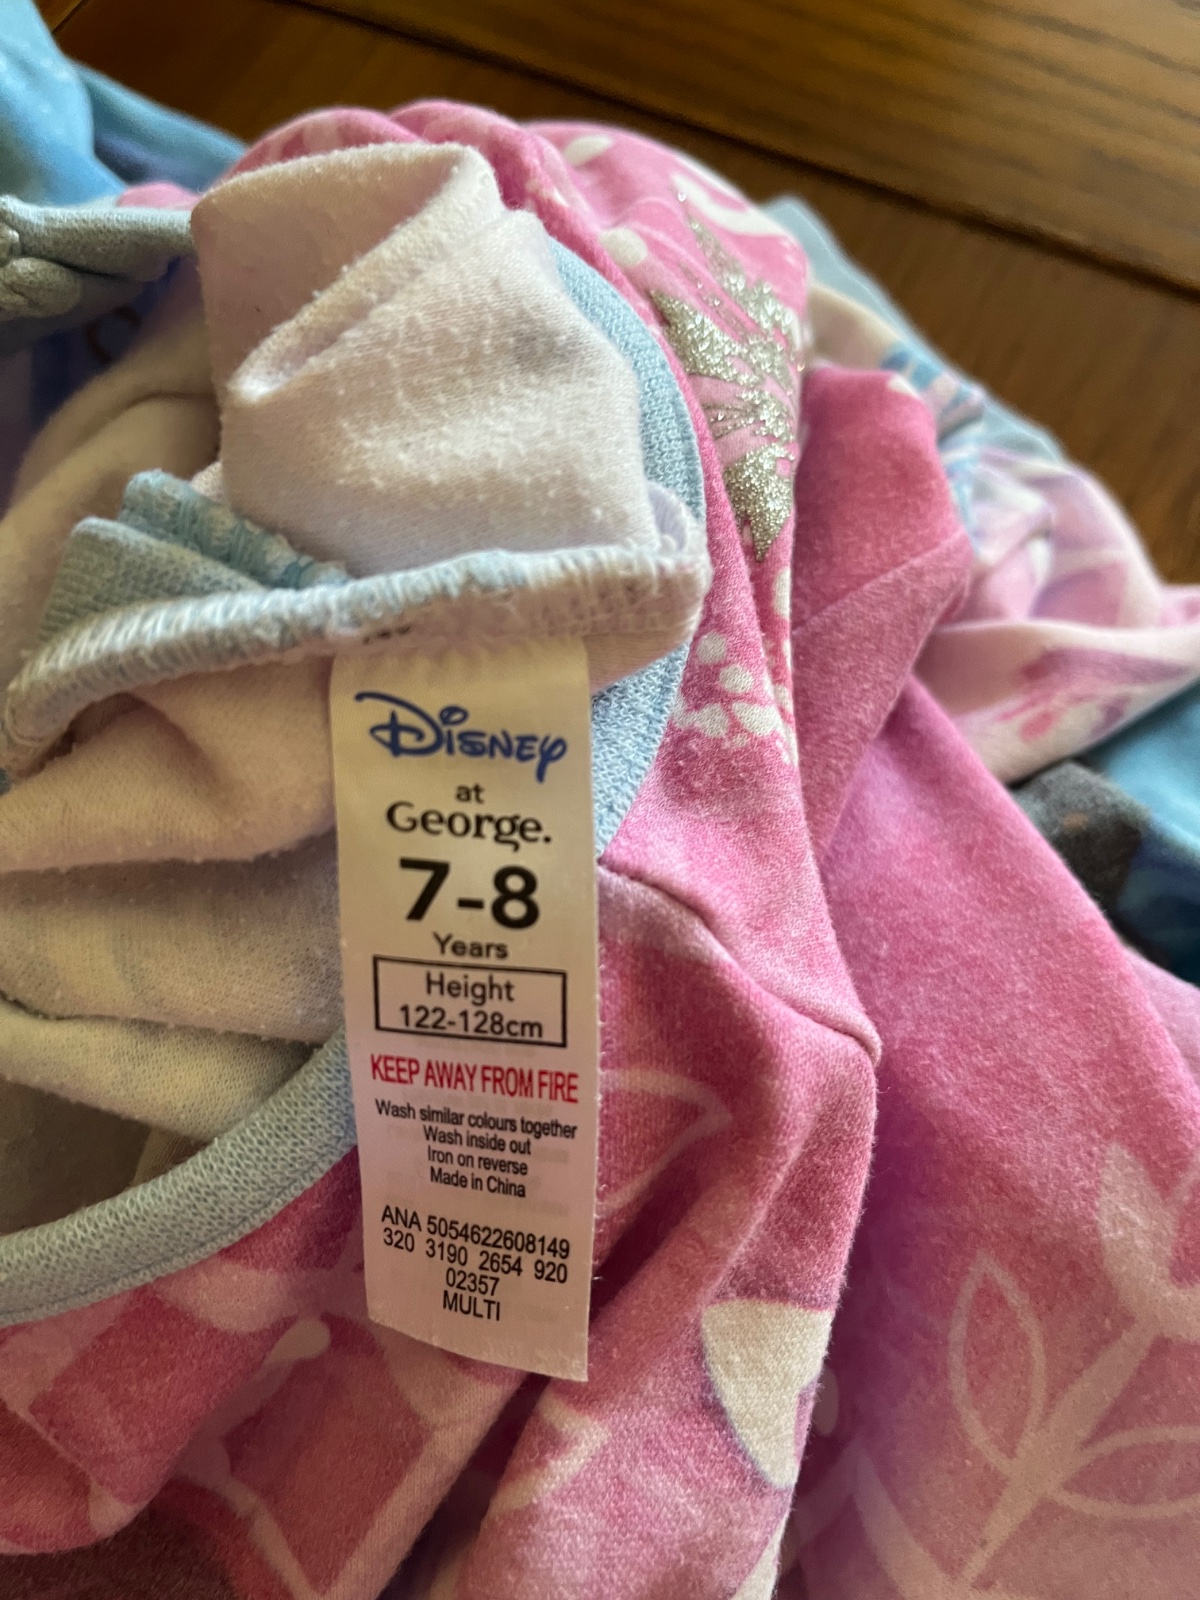 Disney
at
George.
7-8
Years
Height
122-128cm
KEEP AWAY FROM FIRE
Wash similar colours together
Wash inside out
Iron on reverse
Made in China
ANA 5054622608149
320 3190 2654 920
02357
MULTI